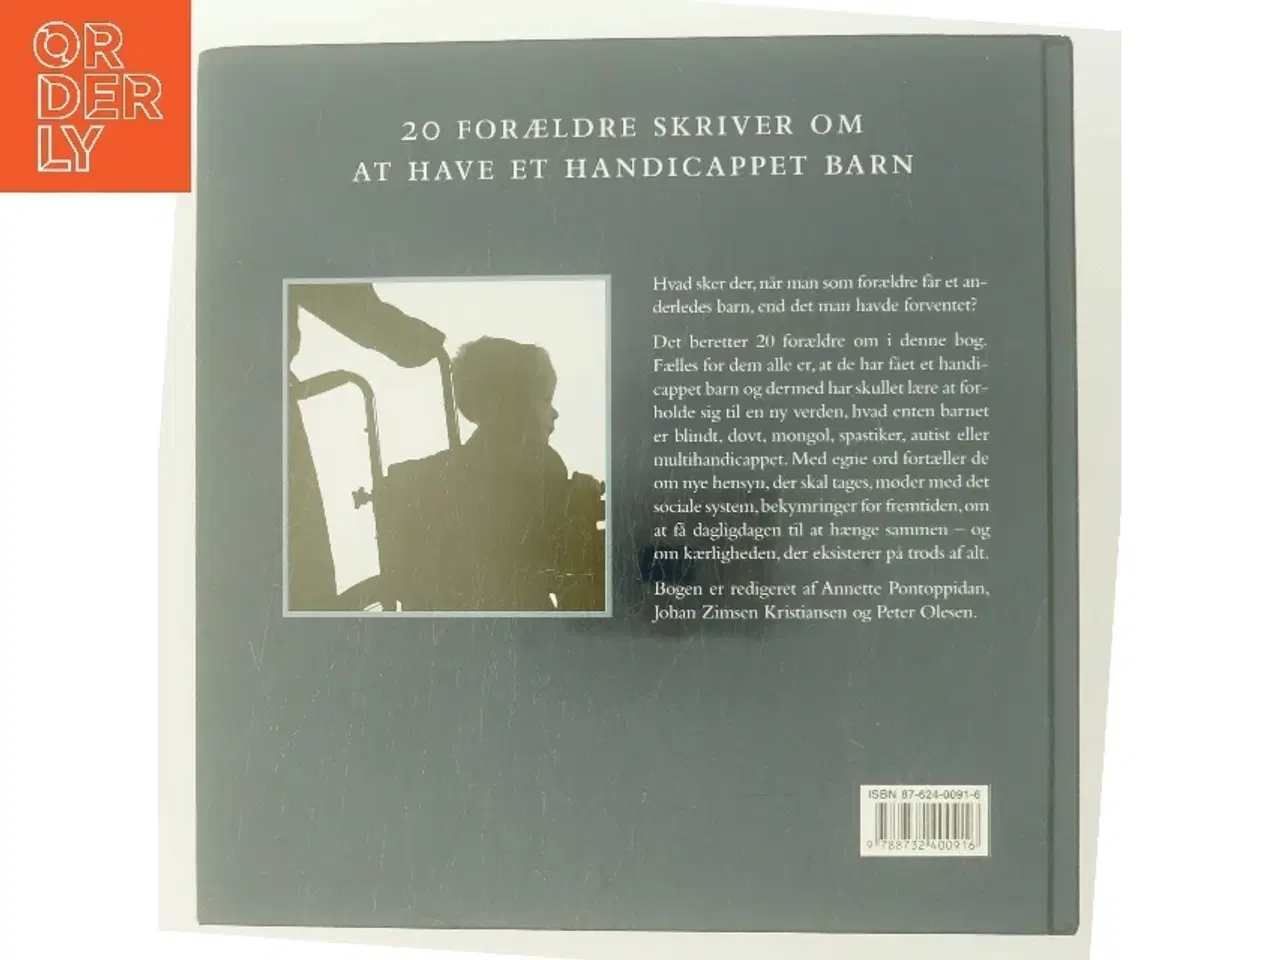 OR
DER
LY
20 FORÆLDRE SKRIVER OM
AT HAVE ET HANDICAPPET BARN
Hvad sker der, når man som forældre får et an-
derledes barn, end det man havde forventet?
Det beretter 20 forældre om i denne bog.
Fælles for dem alle er, at de har fået et handi-
cappet barn og dermed har skullet lære at for-
holde sig til en ny verden, hvad enten barnet
er blindt, døvt, mongol, spastiker, autist eller
multihandicappet. Med egne ord fortæller de
om nye hensyn, der skal tages, møder med det
sociale system, bekymringer for fremtiden, om
at få dagligdagen til at hænge sammen – og
om kærligheden, der eksisterer på trods af alt.
Bogen er redigeret af Annette Pontoppidan,
Johan Zimsen Kristiansen og Peter Olesen.
ISBN 87-624-0091-6
9 788732 400916